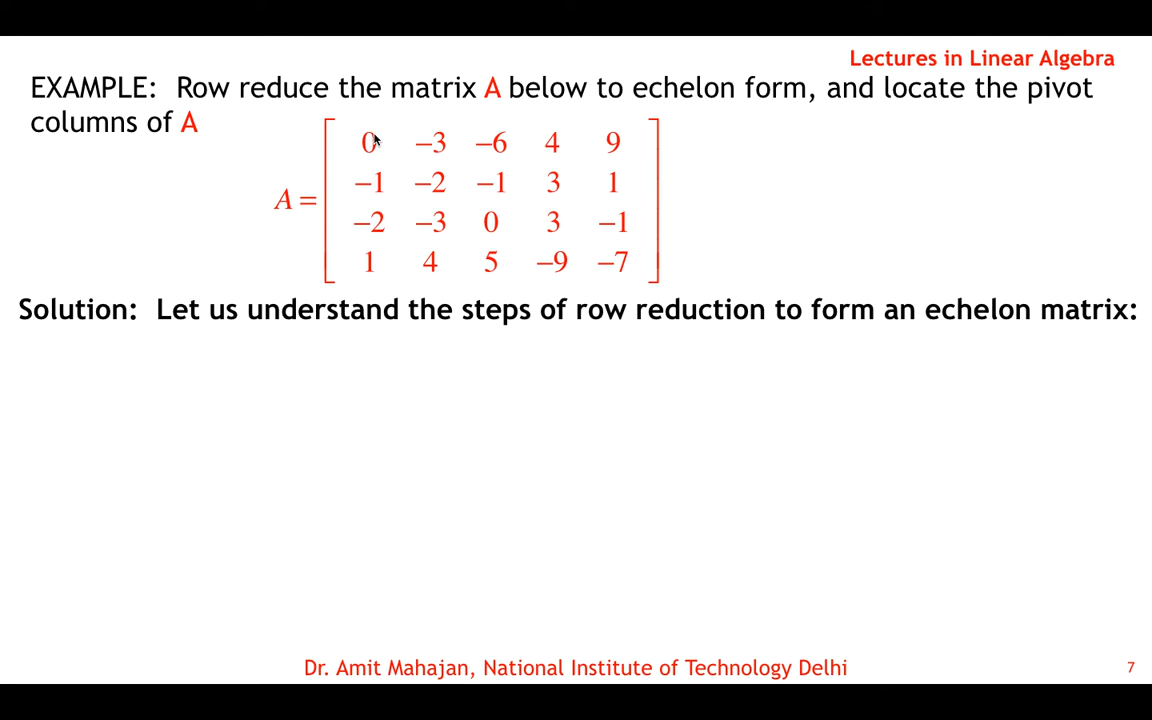 Lectures in Linear Algebra
EXAMPLE: Row reduce the matrix A below to echelon form, and locate the pivot
columns of A
0 −3 −6 4 9
−1 −2 −1 3 1
A =
−2 −3 0 3 −1
1 4 5 −9 −7
Solution: Let us understand the steps of row reduction to form an echelon matrix:
Dr. Amit Mahajan, National Institute of Technology Delhi
7